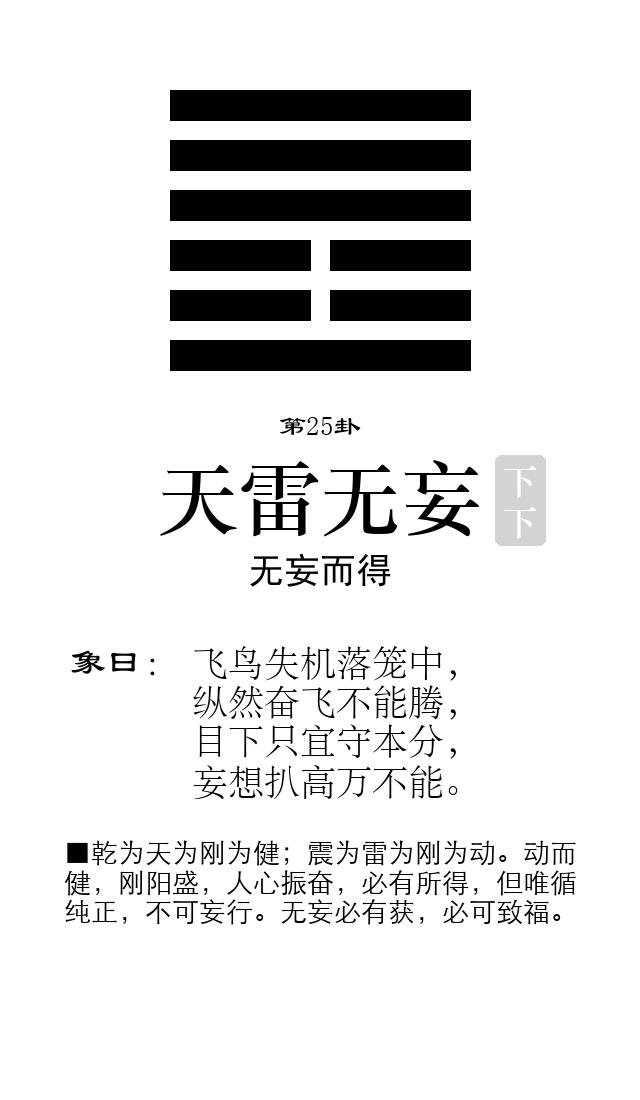 第25卦
天雷无妄 下下
无妄而得
象曰： 飞鸟失机落笼中，
纵然奋飞不能腾，
目下只宜守本分，
妄想扒高万不能。
■乾为天为刚为健；震为雷为刚为动。动而
健，刚阳盛，人心振奋，必有所得，但唯循
纯正，不可妄行。无妄必有获，必可致福。